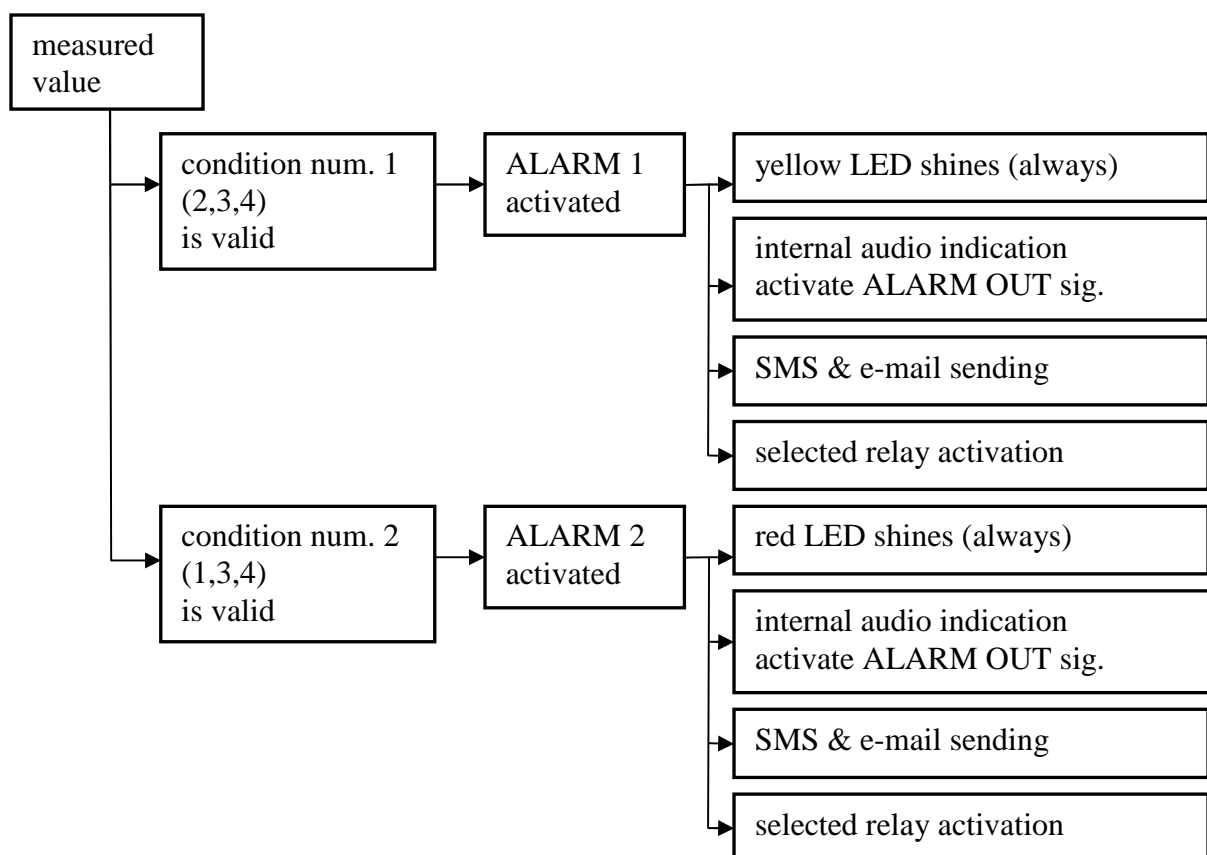 measured
value
condition num. 1
(2,3,4)
is valid
ALARM 1
activated
yellow LED shines (always)
internal audio indication
activate ALARM OUT sig.
SMS & e-mail sending
selected relay activation
condition num. 2
(1,3,4)
is valid
ALARM 2
activated
red LED shines (always)
internal audio indication
activate ALARM OUT sig.
SMS & e-mail sending
selected relay activation